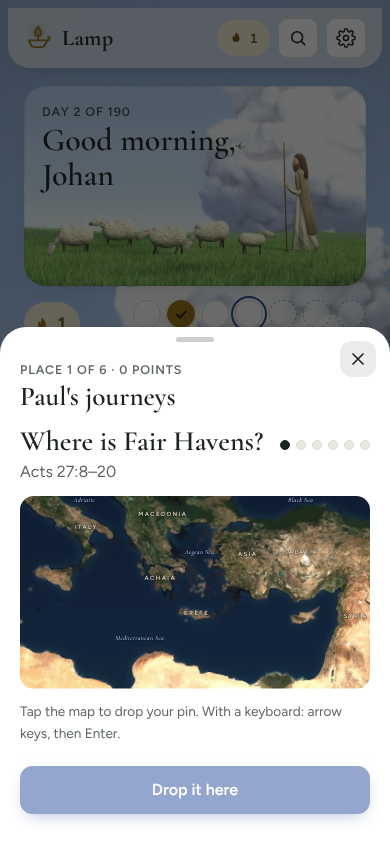 Lamp
1
DAY 2 OF 190
Good morning,
Johan
1
PLACE 1 OF 6 · 0 POINTS
Paul's journeys
Where is Fair Havens?
Acts 27:8–20
Adriatic
Black Sea
MACEDONIA
ITALY
Aegean Sea
ASIA
GALATIA
ACHAIA
CRETE
SYRIA
Mediterranean Sea
Tap the map to drop your pin. With a keyboard: arrow
keys, then Enter.
Drop it here